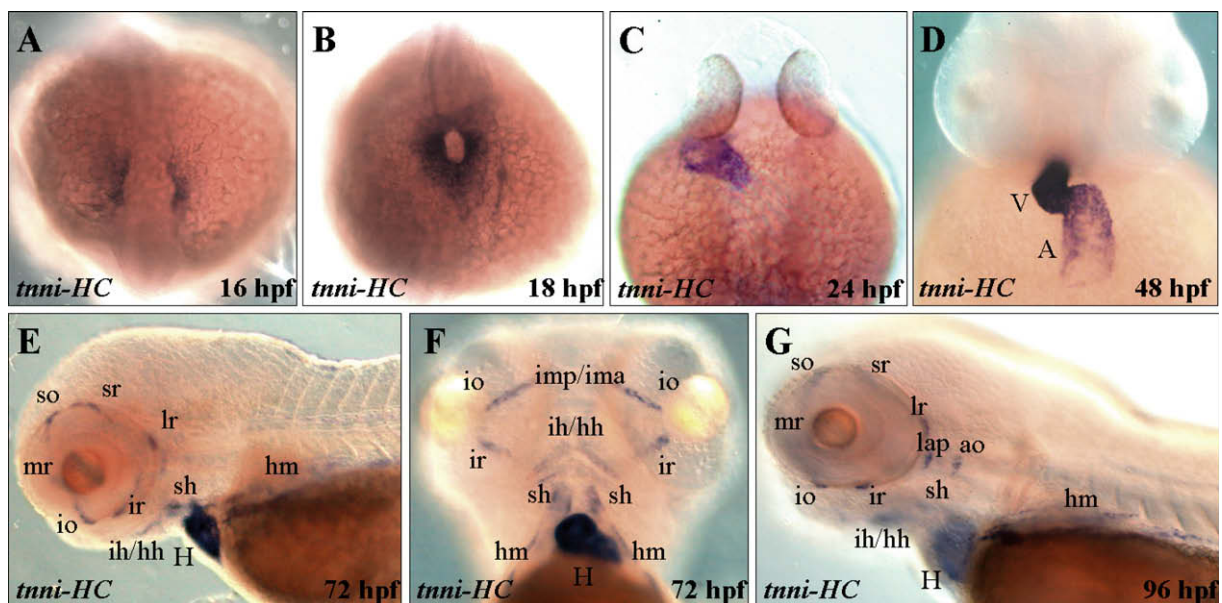 A
tnni-HC 16 hpf
B
tnni-HC 18 hpf
C
tnni-HC 24 hpf
D
V
A
tnni-HC 48 hpf
E
so sr
lr
mr
hm
sh
io ir
ih/hh H
tnni-HC 72 hpf
F
io imp/ima io
ih/hh
ir ir
sh sh
hm hm
H
tnni-HC 72 hpf
G
so sr
lr
mr
lap ao
io ir sh
hm
ih/hh
H
tnni-HC 96 hpf